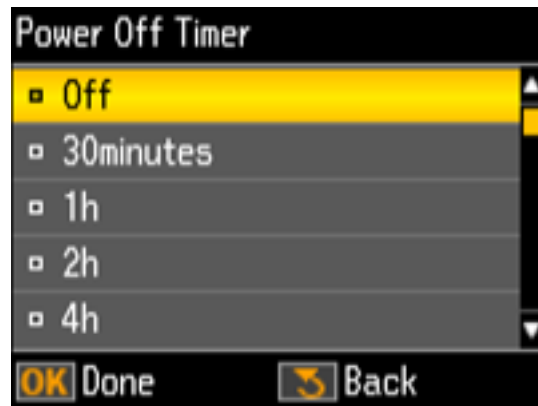 Power Off Timer
Off
30minutes
1h
2h
4h
OK Done Back